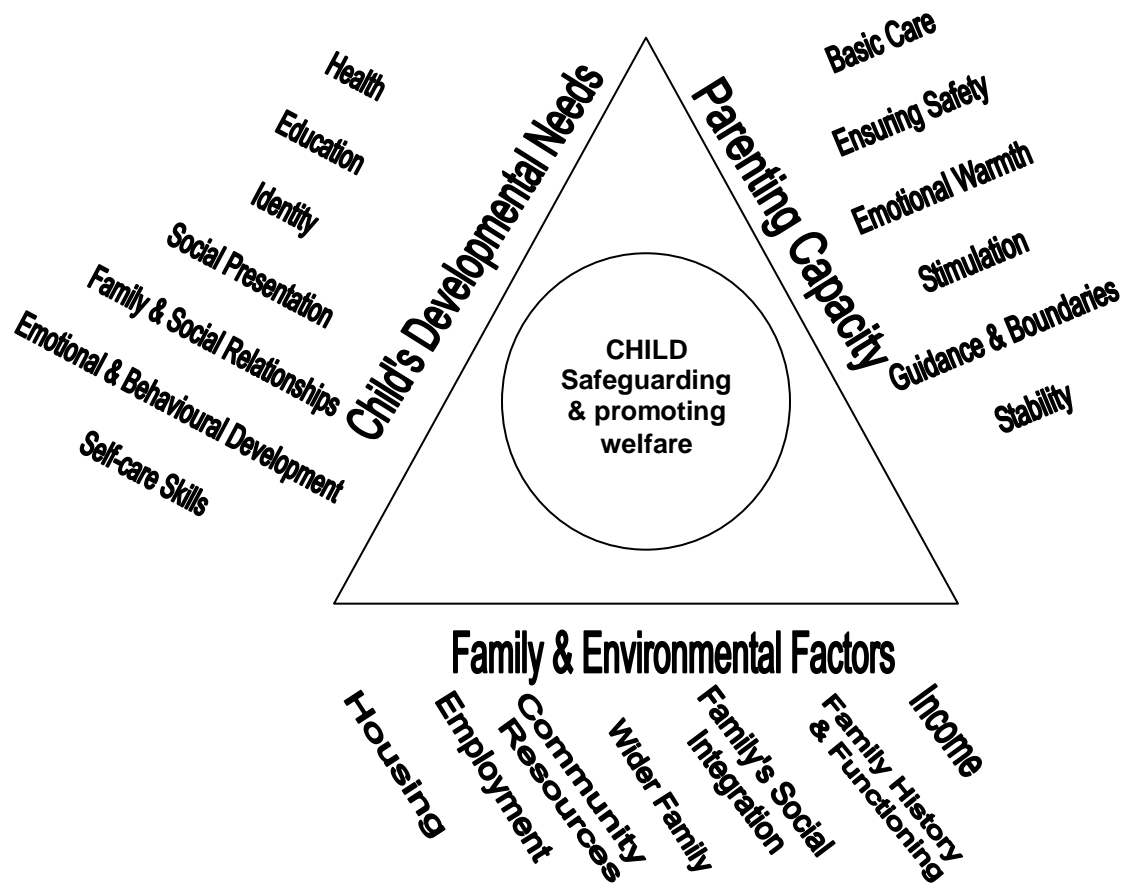 Health
Education
Identity
Social Presentation
Family & Social Relationships
Emotional & Behavioural Development
Self-care Skills
Child's Developmental Needs
Parenting Capacity
Basic Care
Ensuring Safety
Emotional Warmth
Stimulation
Guidance & Boundaries
Stability
CHILD
Safeguarding
& promoting
welfare
Family & Environmental Factors
Housing
Employment
Community
Resources
Wider Family
Family's Social
Integration
Family History
& Functioning
Income